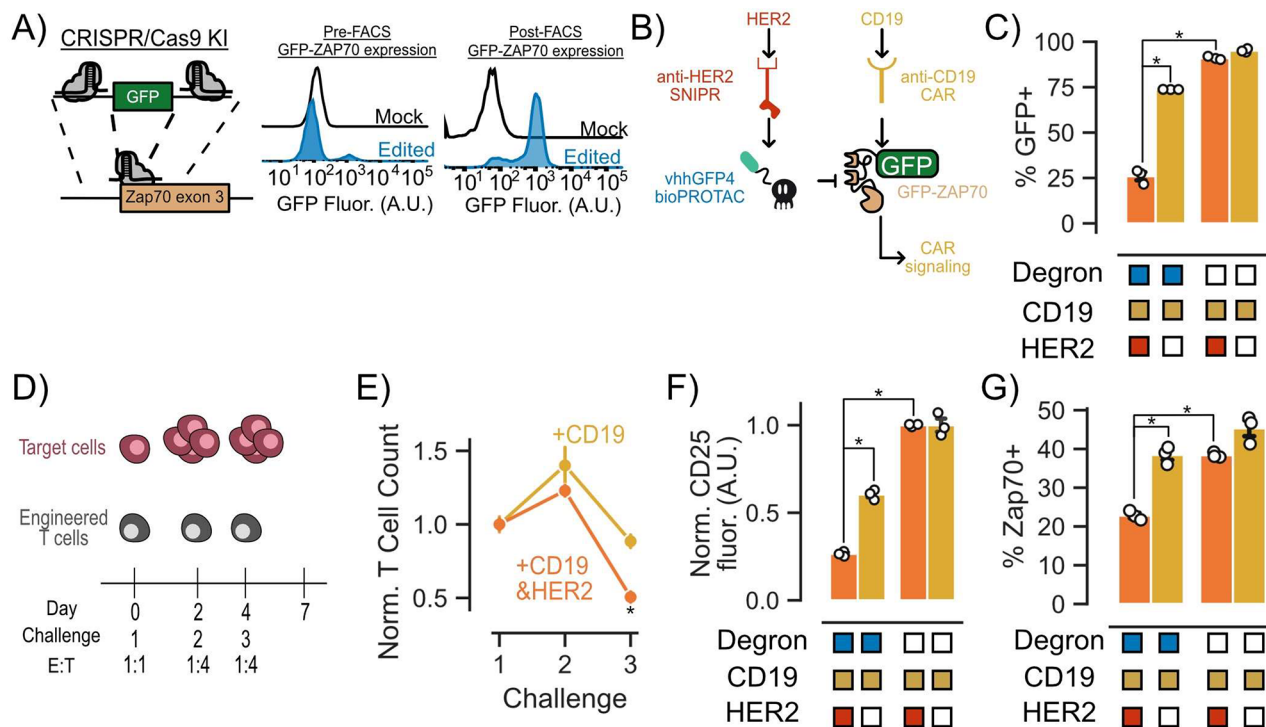 A)
CRISPR/Cas9 KI
GFP
Zap70 exon 3
Pre-FACS
GFP-ZAP70 expression
Mock
Edited
10¹ 10² 10³ 10⁴ 10⁵
GFP Fluor. (A.U.)
Post-FACS
GFP-ZAP70 expression
Mock
Edited
10¹ 10² 10³ 10⁴ 10⁵
GFP Fluor. (A.U.)
B)
HER2
anti-HER2
SNIPR
vhhGFP4
bioPROTAC
CD19
anti-CD19
CAR
GFP
GFP-ZAP70
CAR
signaling
C)
% GFP+
100
75
50
25
0
*
*
Degron
CD19
HER2
D)
Target cells
Engineered
T cells
Day 0 2 4 7
Challenge 1 2 3
E:T 1:1 1:4 1:4
E)
Norm. T Cell Count
1.5
1.0
0.5
+CD19
+CD19
&HER2
*
1 2 3
Challenge
F)
Norm. CD25
fluor. (A.U.)
1.0
0.5
0.0
*
*
Degron
CD19
HER2
G)
% Zap70+
50
40
30
20
10
0
*
*
Degron
CD19
HER2